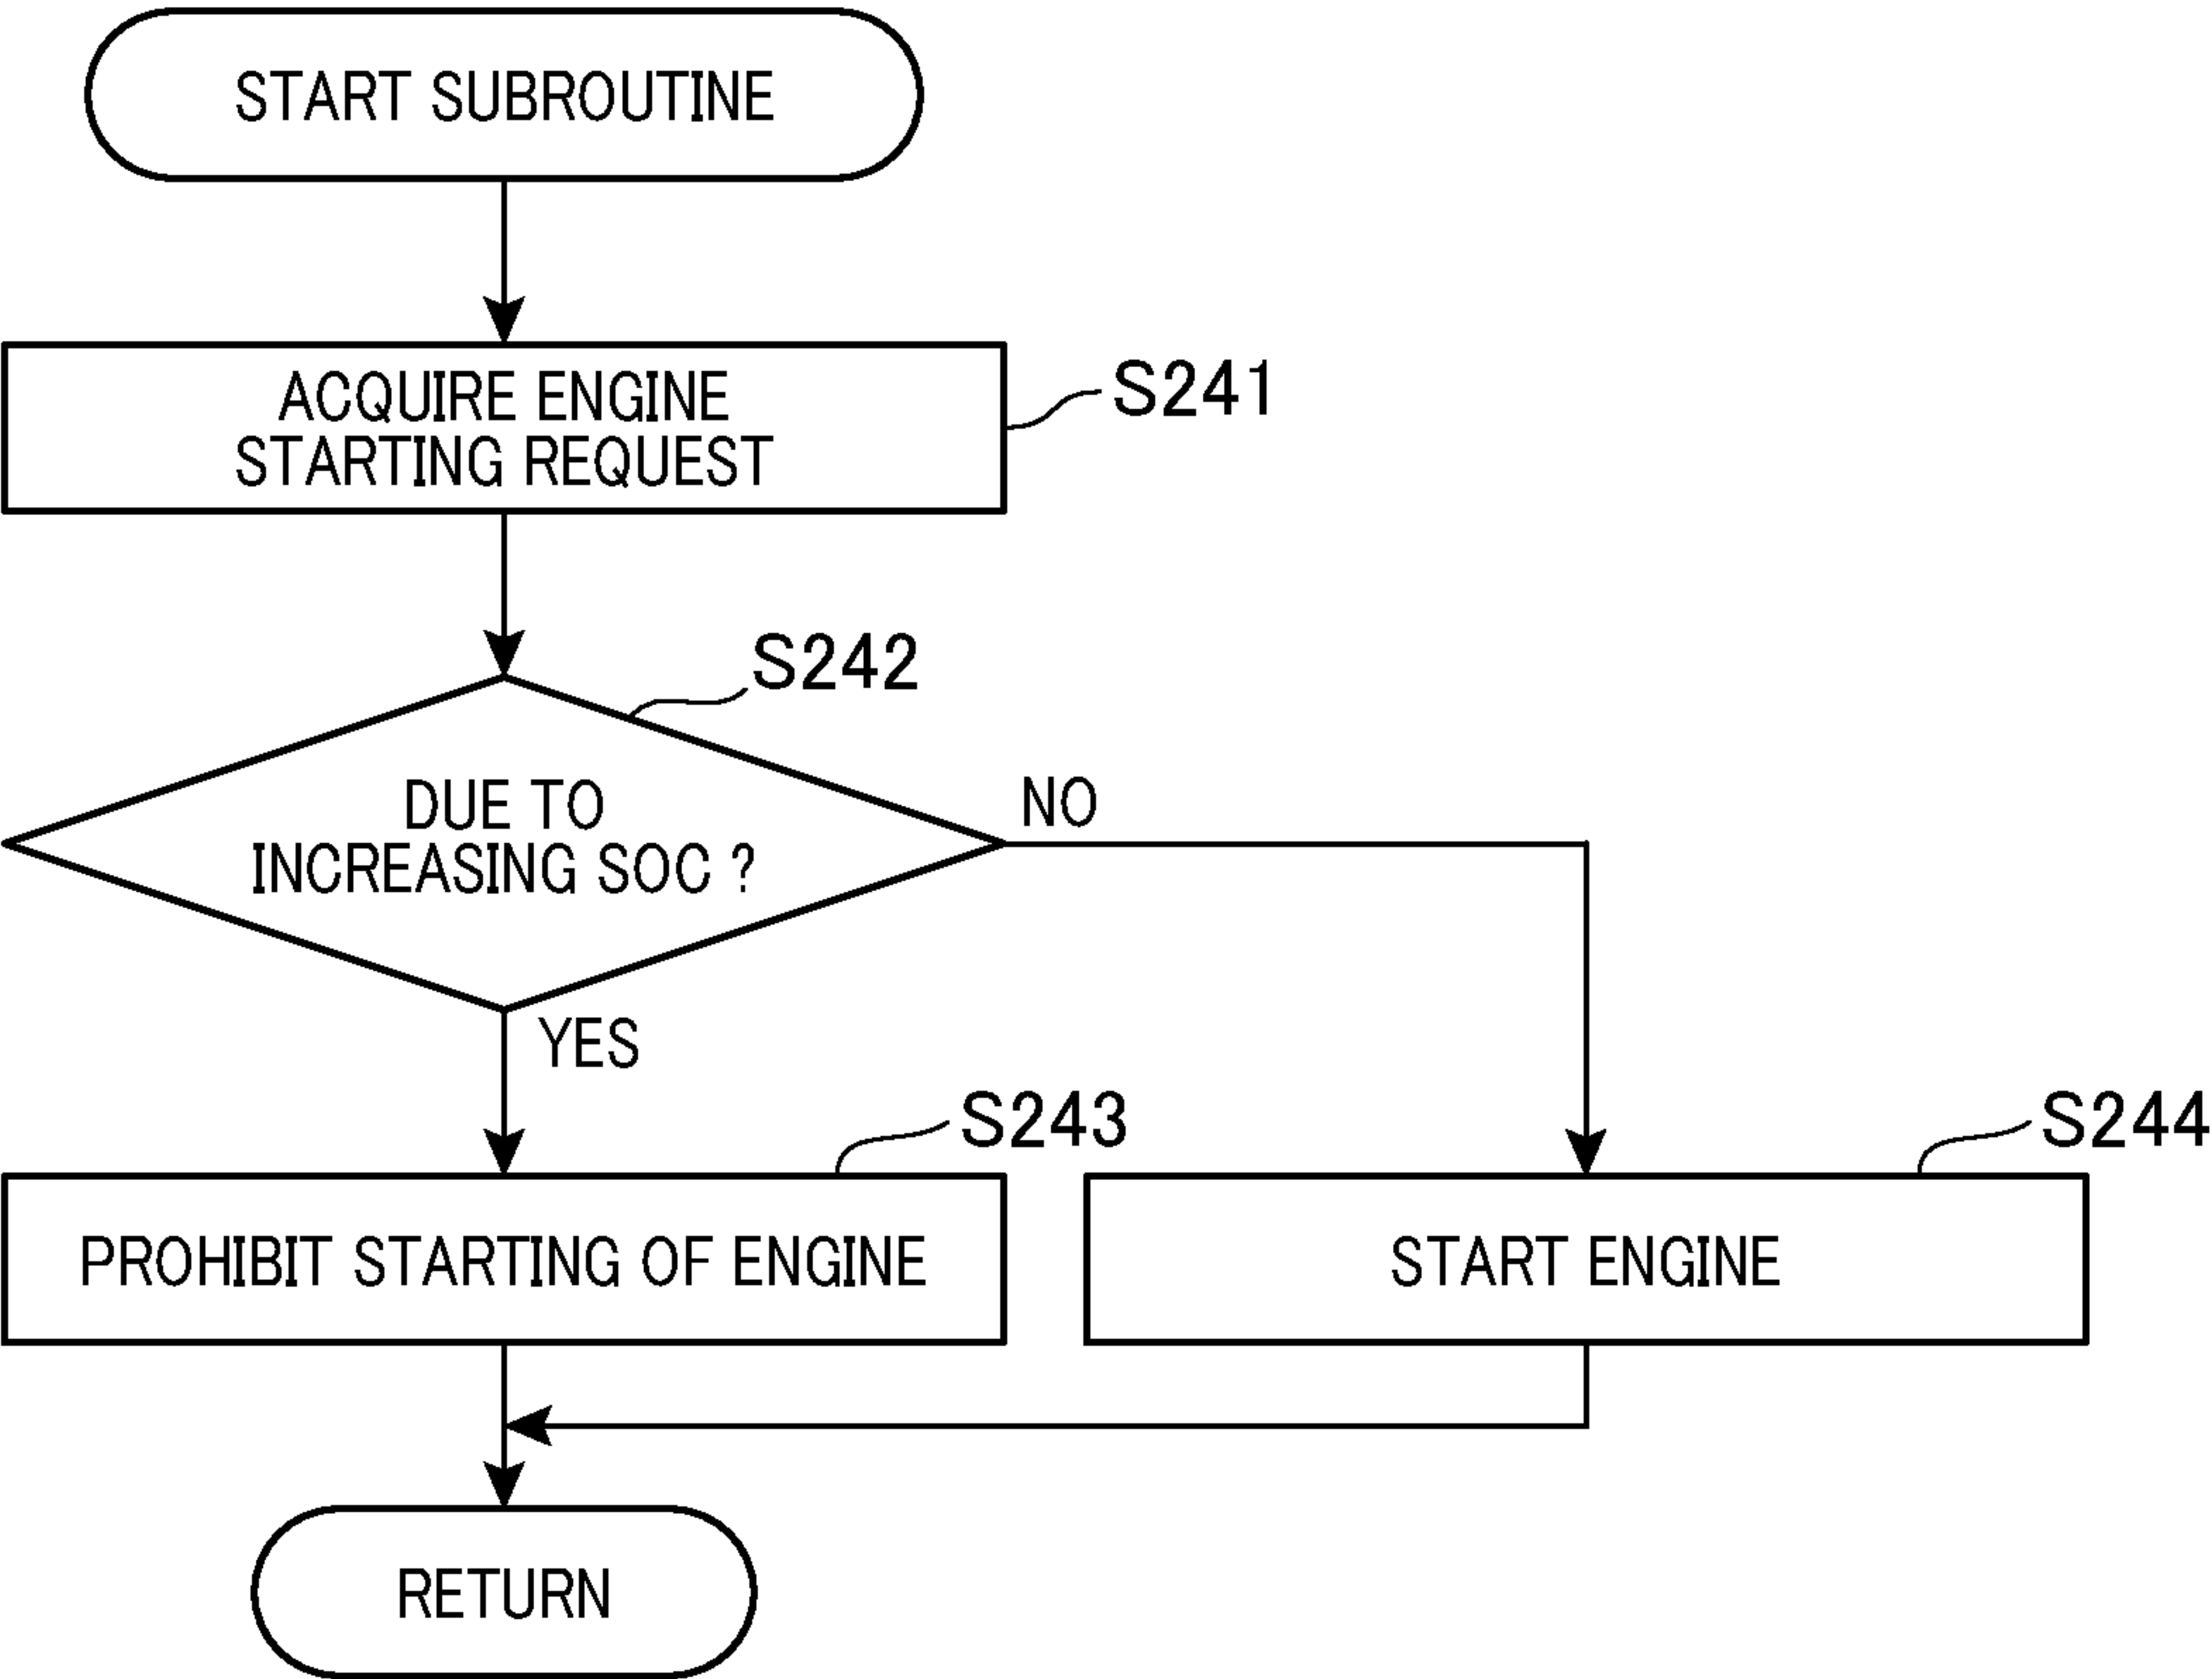 START SUBROUTINE
ACQUIRE ENGINE
STARTING REQUEST
S241
S242
DUE TO
INCREASING SOC ?
NO
YES
S243
PROHIBIT STARTING OF ENGINE
S244
START ENGINE
RETURN